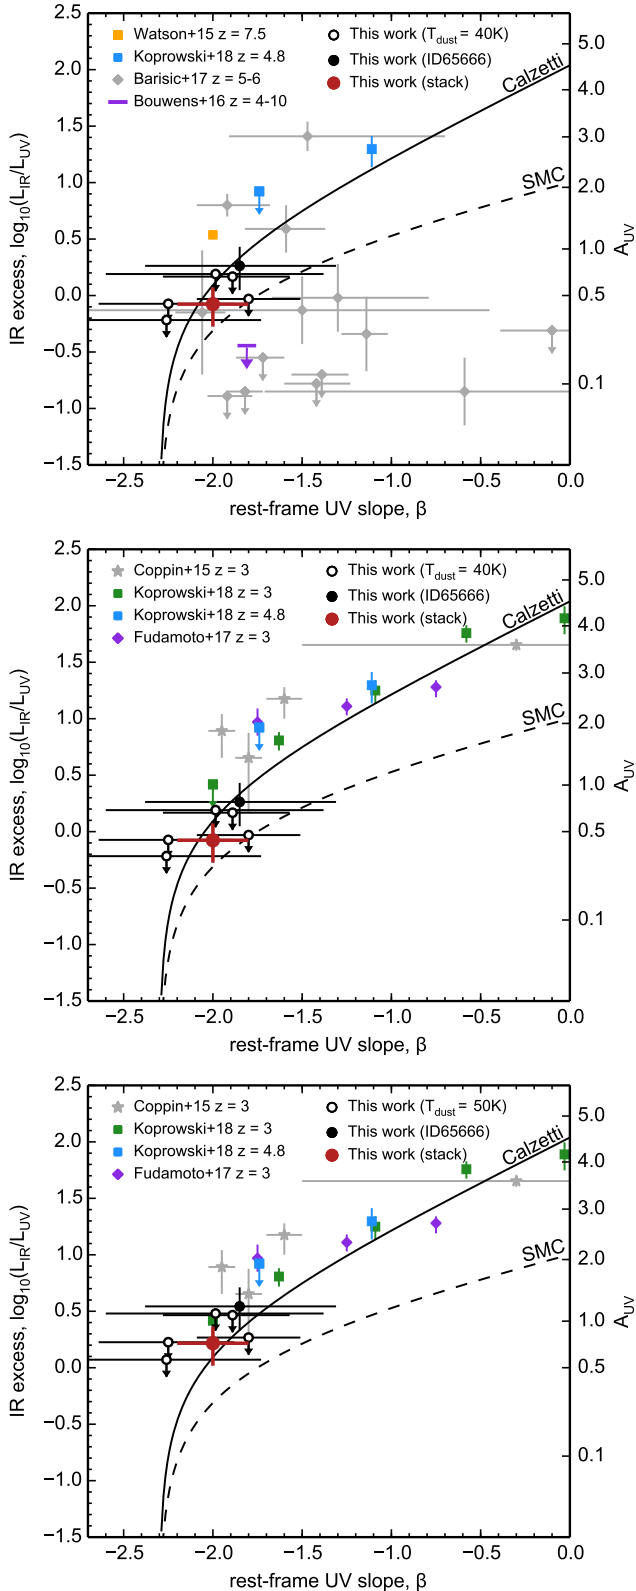 Watson+15 z = 7.5
Koprowski+18 z = 4.8
Barisic+17 z = 5-6
Bouwens+16 z = 4-10
This work (Tdust = 40K)
This work (ID65666)
This work (stack)
Calzetti
SMC
2.5
2.0
1.5
1.0
0.5
0.0
−0.5
−1.0
−1.5
IR excess, log10(LIR/LUV)
5.0
4.0
3.0
2.0
1.0
0.5
0.1
AUV
−2.5 −2.0 −1.5 −1.0 −0.5 0.0
rest-frame UV slope, β
Coppin+15 z = 3
Koprowski+18 z = 3
Koprowski+18 z = 4.8
Fudamoto+17 z = 3
This work (Tdust = 40K)
This work (ID65666)
This work (stack)
Calzetti
SMC
2.5
2.0
1.5
1.0
0.5
0.0
−0.5
−1.0
−1.5
IR excess, log10(LIR/LUV)
5.0
4.0
3.0
2.0
1.0
0.5
0.1
AUV
−2.5 −2.0 −1.5 −1.0 −0.5 0.0
rest-frame UV slope, β
Coppin+15 z = 3
Koprowski+18 z = 3
Koprowski+18 z = 4.8
Fudamoto+17 z = 3
This work (Tdust = 50K)
This work (ID65666)
This work (stack)
Calzetti
SMC
2.5
2.0
1.5
1.0
0.5
0.0
−0.5
−1.0
−1.5
IR excess, log10(LIR/LUV)
5.0
4.0
3.0
2.0
1.0
0.5
0.1
AUV
−2.5 −2.0 −1.5 −1.0 −0.5 0.0
rest-frame UV slope, β